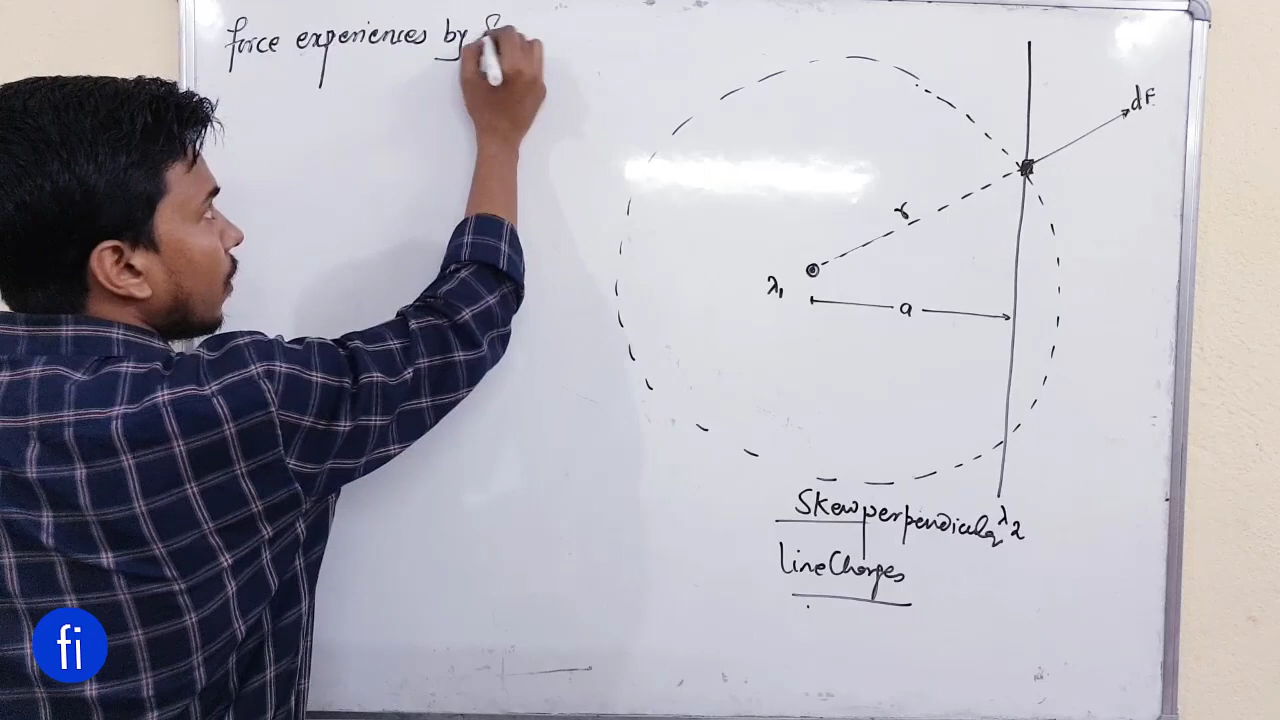 force experiences by S
dF
r
λ1
a
λ2
Skew perpendicular
line Charges
fi